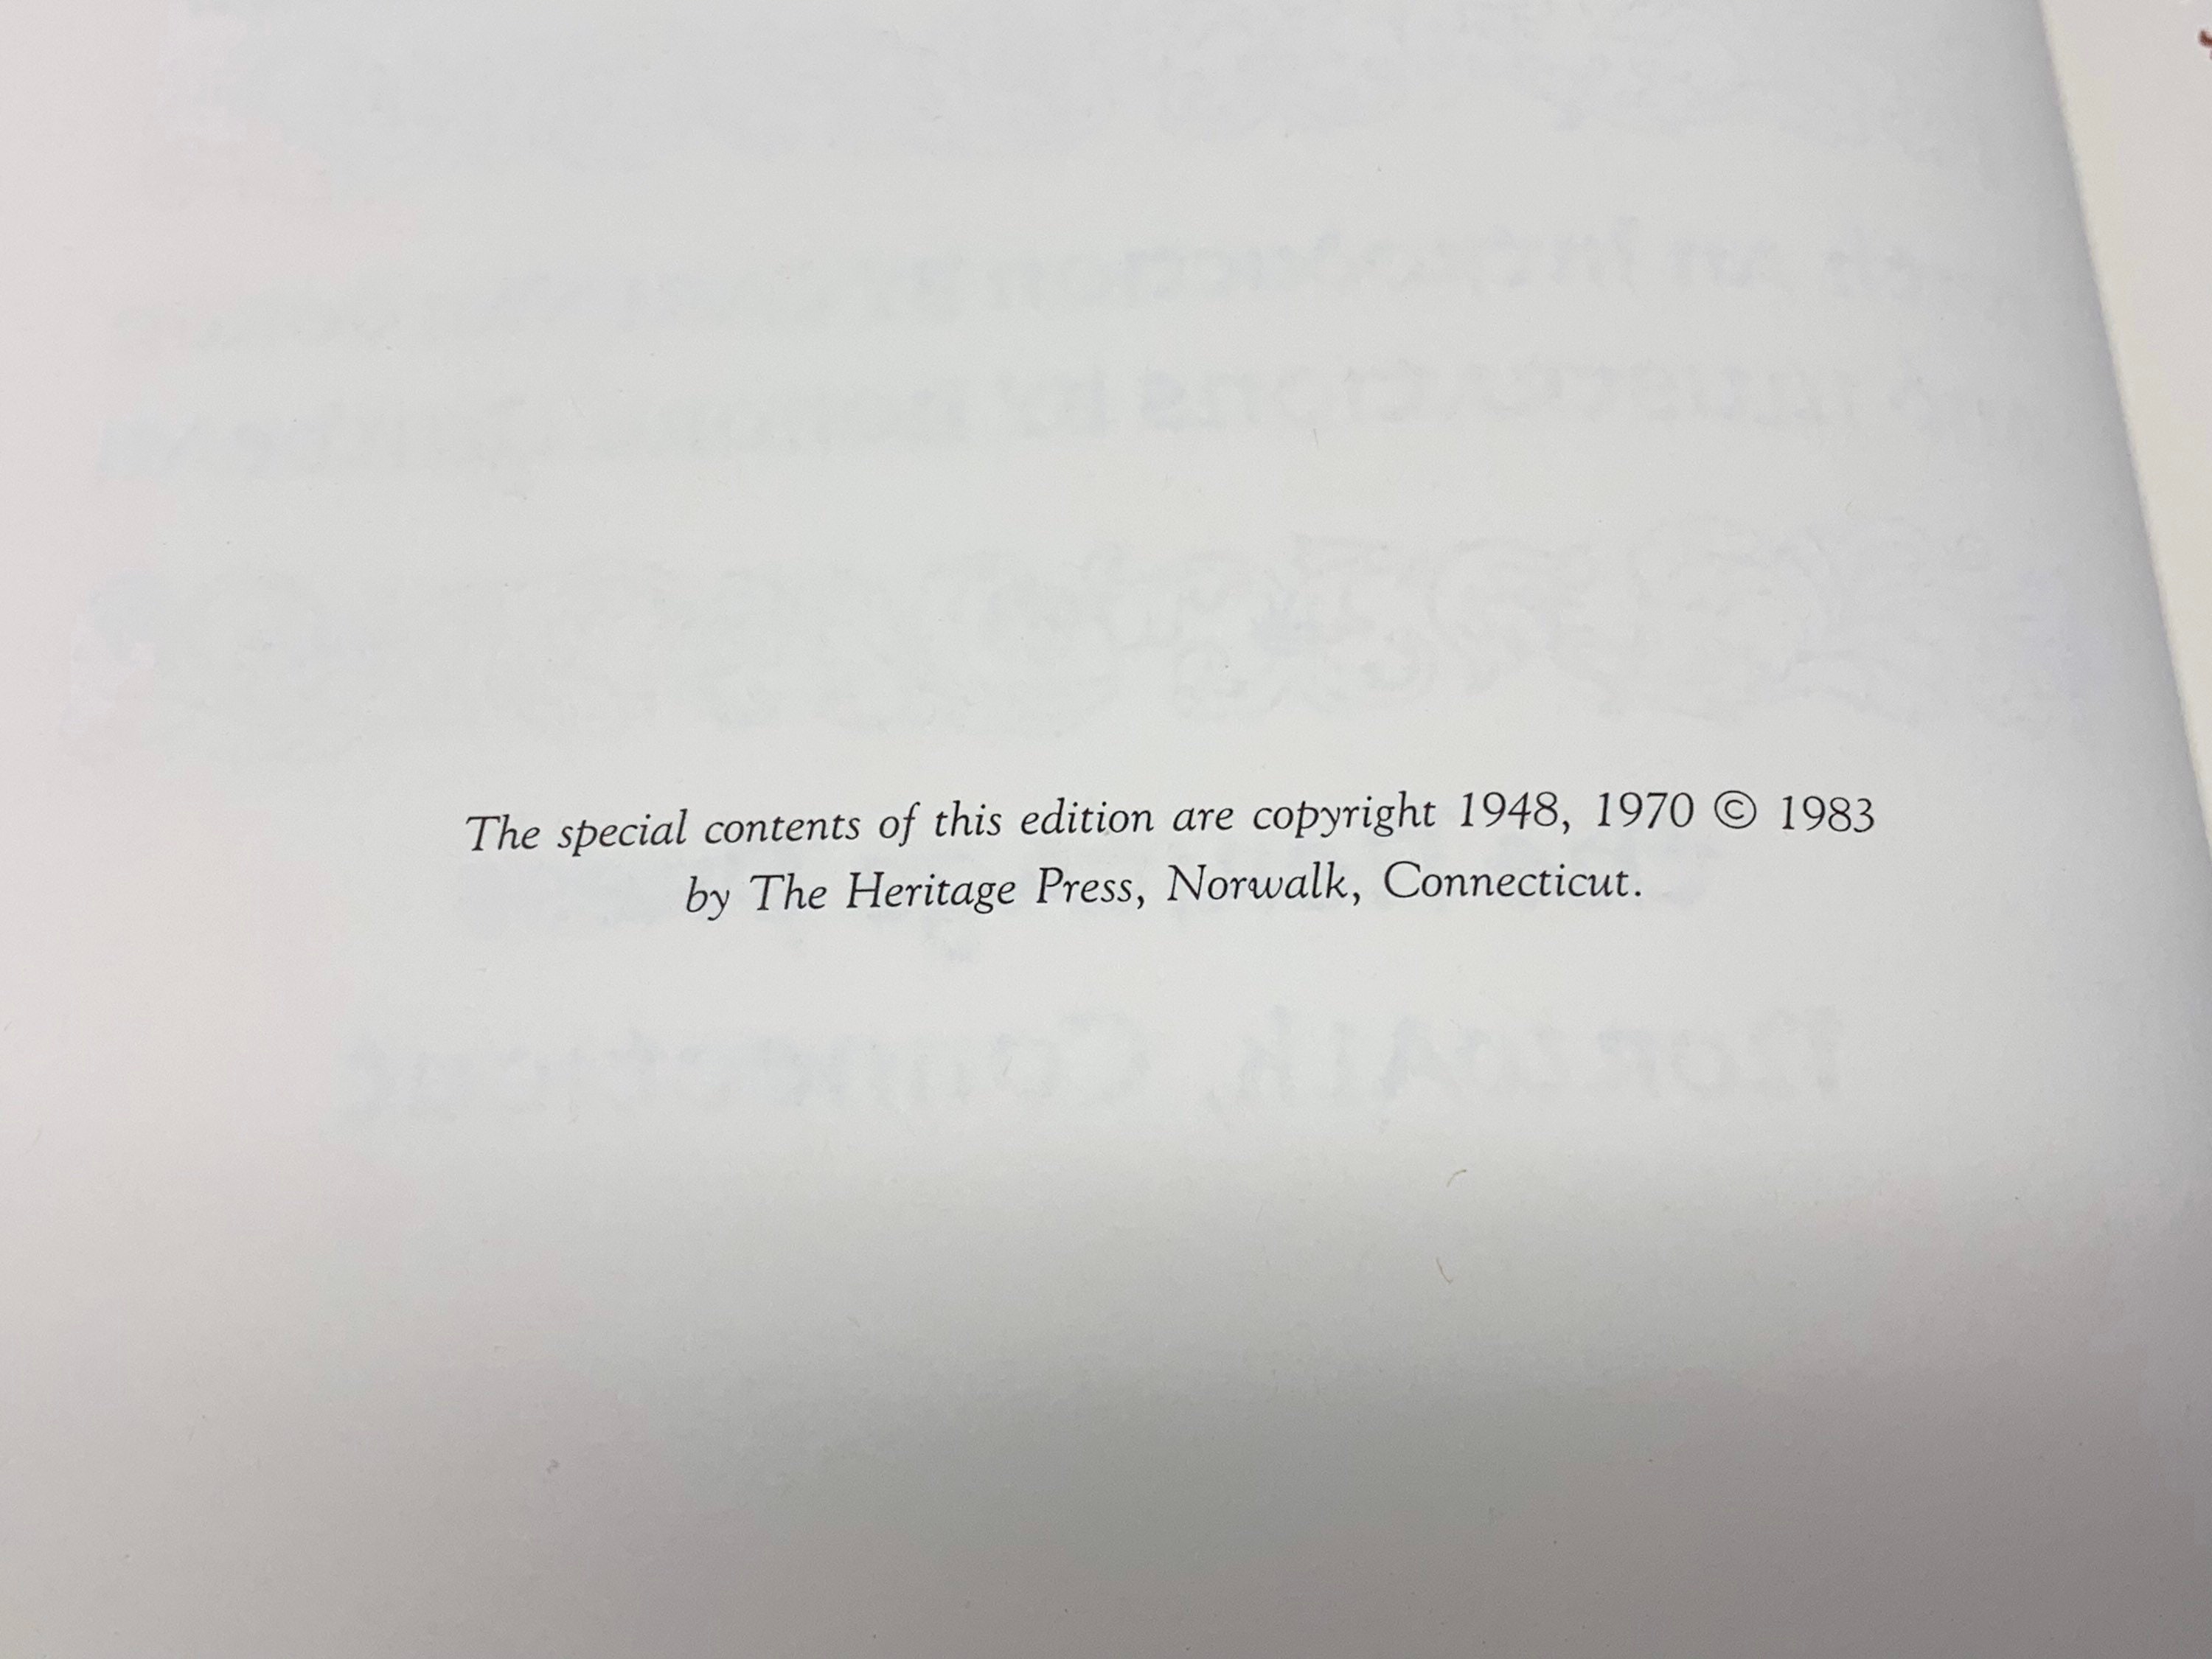 The special contents of this edition are copyright 1948, 1970 © 1983
by The Heritage Press, Norwalk, Connecticut.